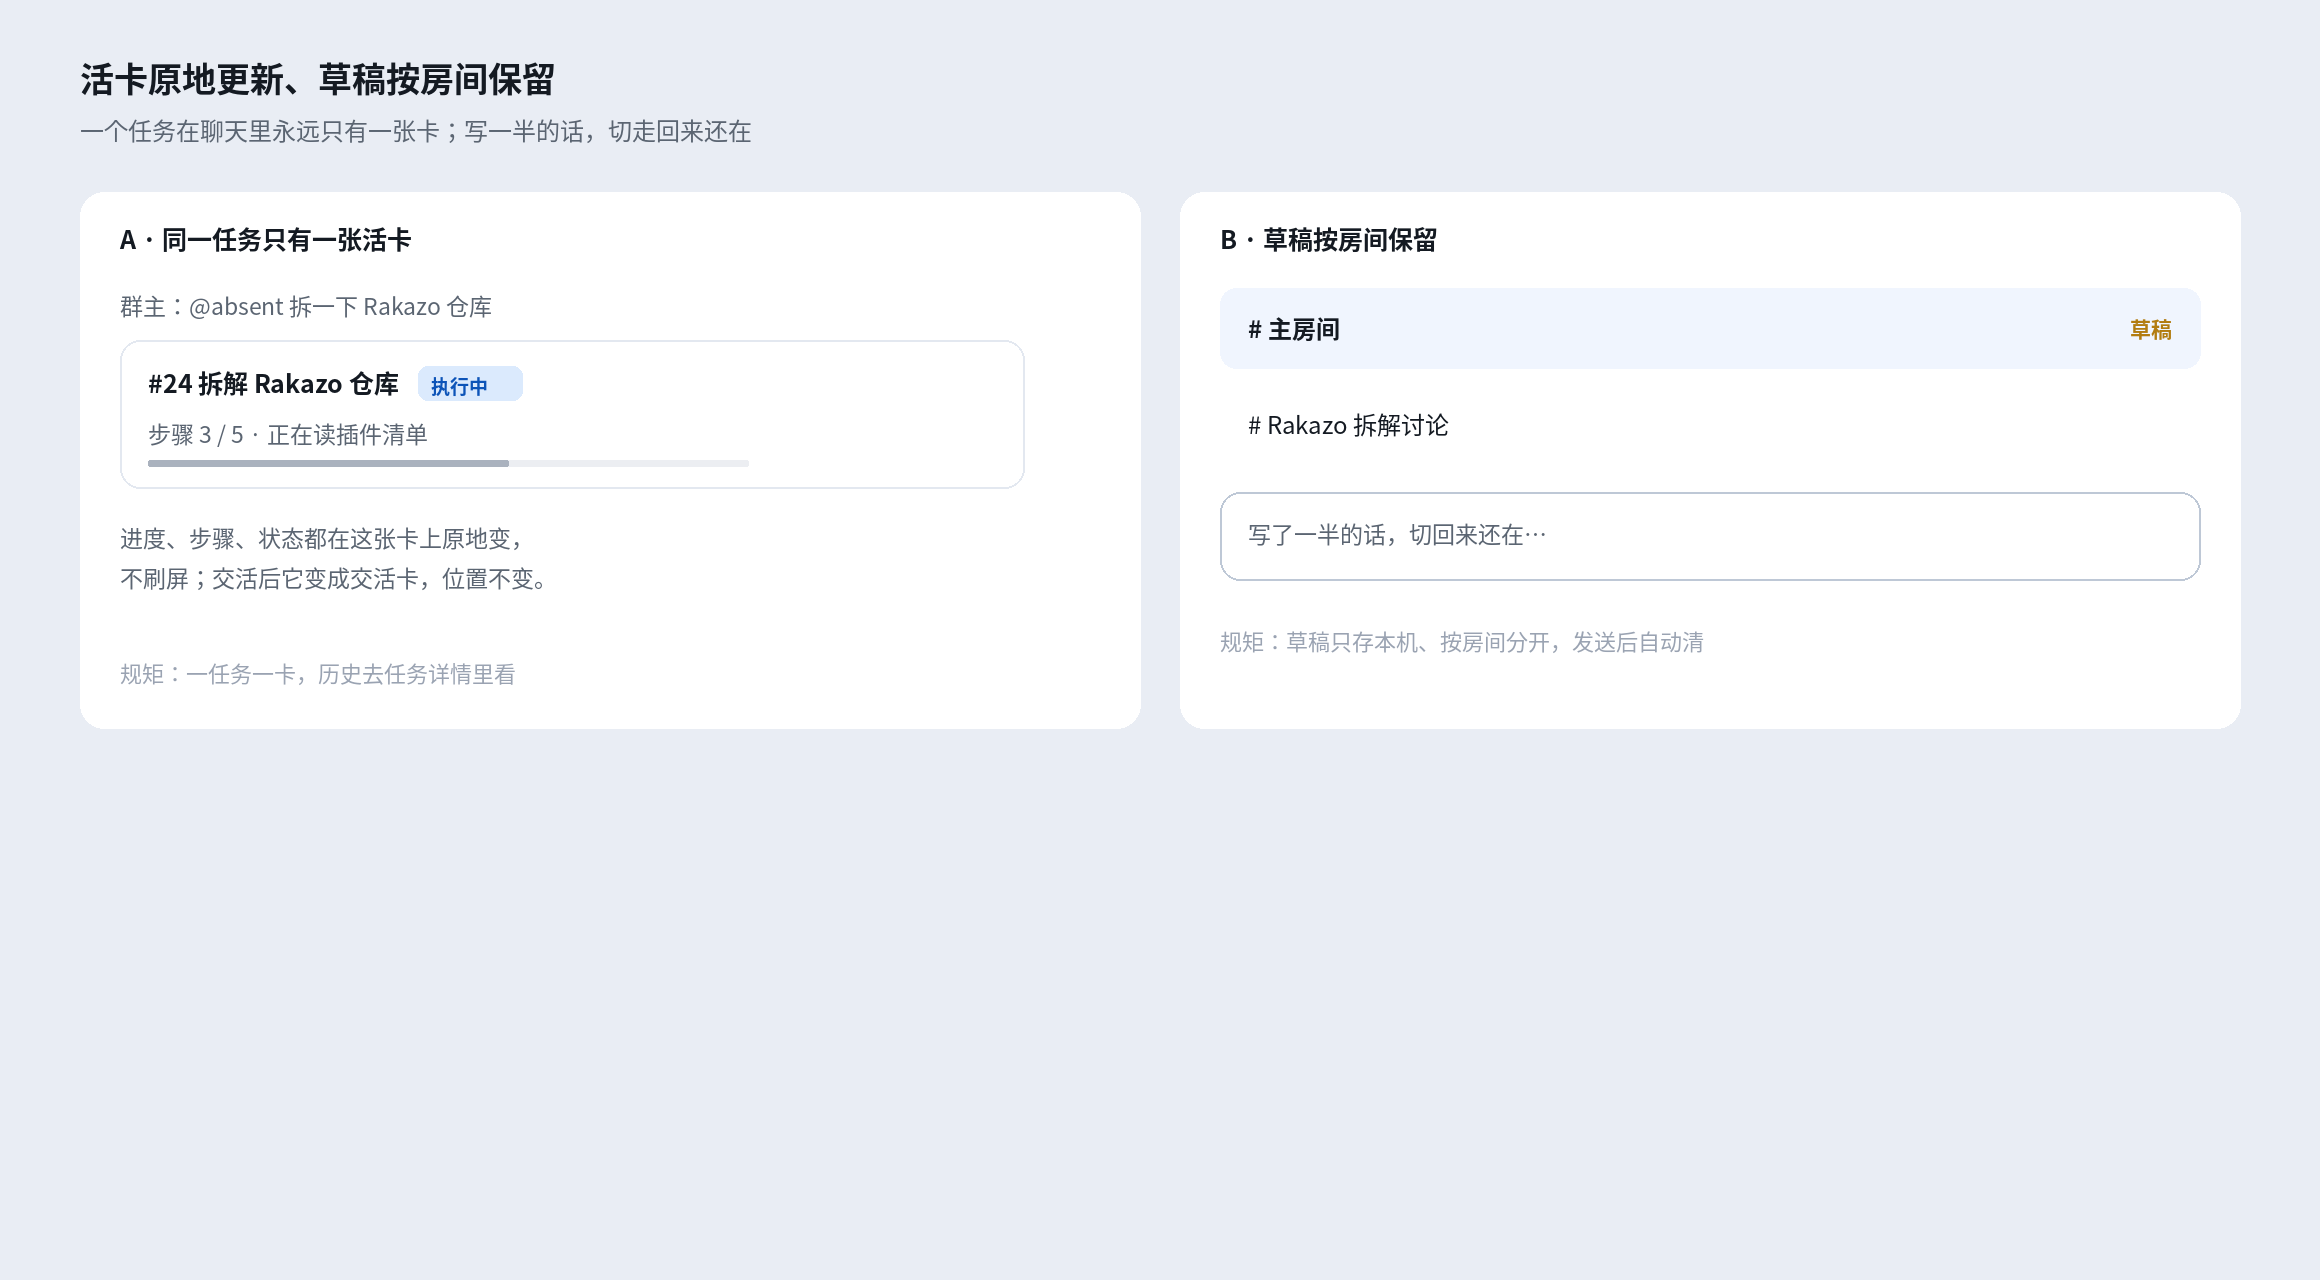 活卡原地更新、草稿按房间保留
一个任务在聊天里永远只有一张卡；写一半的话，切走回来还在
A · 同一任务只有一张活卡
群主：@absent 拆一下 Rakazo 仓库
#24 拆解 Rakazo 仓库 执行中
步骤 3 / 5 · 正在读插件清单
进度、步骤、状态都在这张卡上原地变，
不刷屏；交活后它变成交活卡，位置不变。
规矩：一任务一卡，历史去任务详情里看
B · 草稿按房间保留
# 主房间 草稿
# Rakazo 拆解讨论
写了一半的话，切回来还在…
规矩：草稿只存本机、按房间分开，发送后自动清